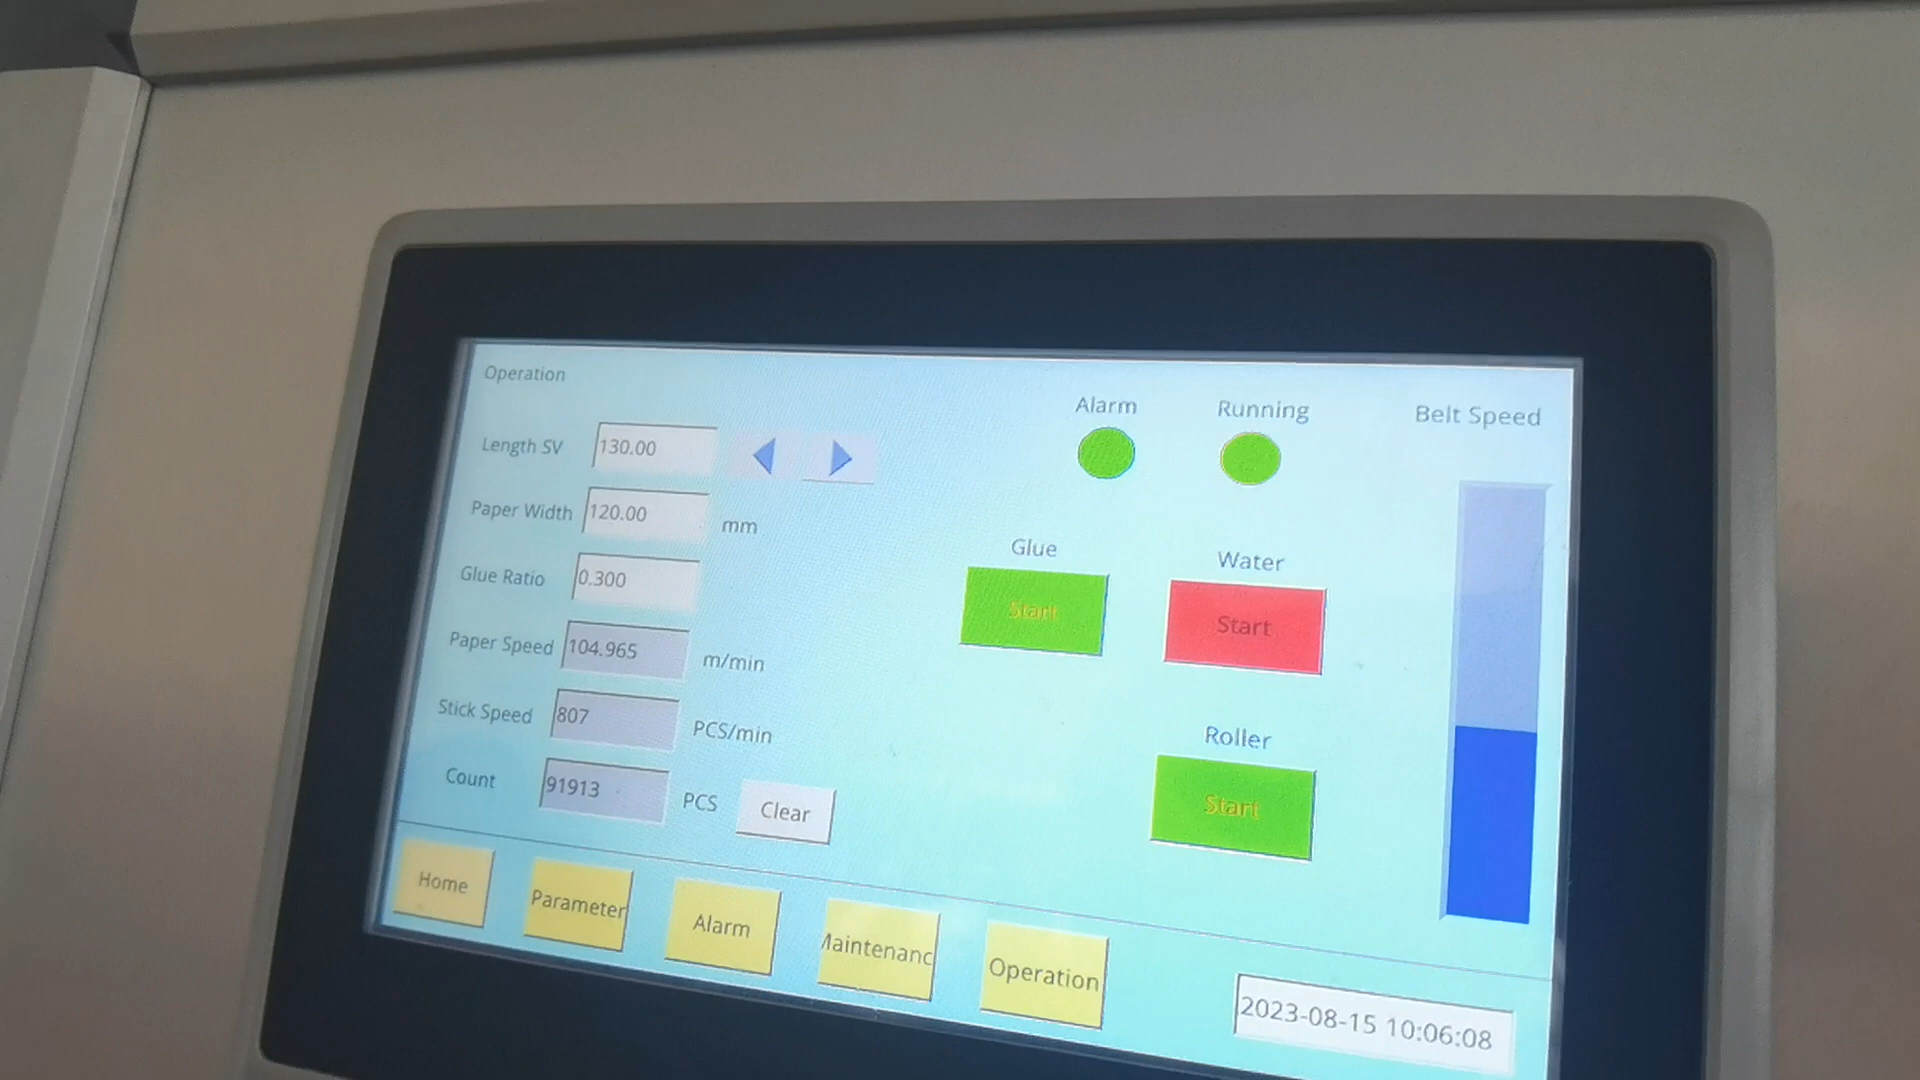 Operation
Alarm Running Belt Speed
Length SV 130.00
Paper Width 120.00 mm
Glue Water
Glue Ratio 0.300
Start Start
Paper Speed 104.965 m/min
Stick Speed 807 PCS/min
Roller
Count 91913 PCS Clear
Start
Home Parameter Alarm Maintenanc Operation
2023-08-15 10:06:08